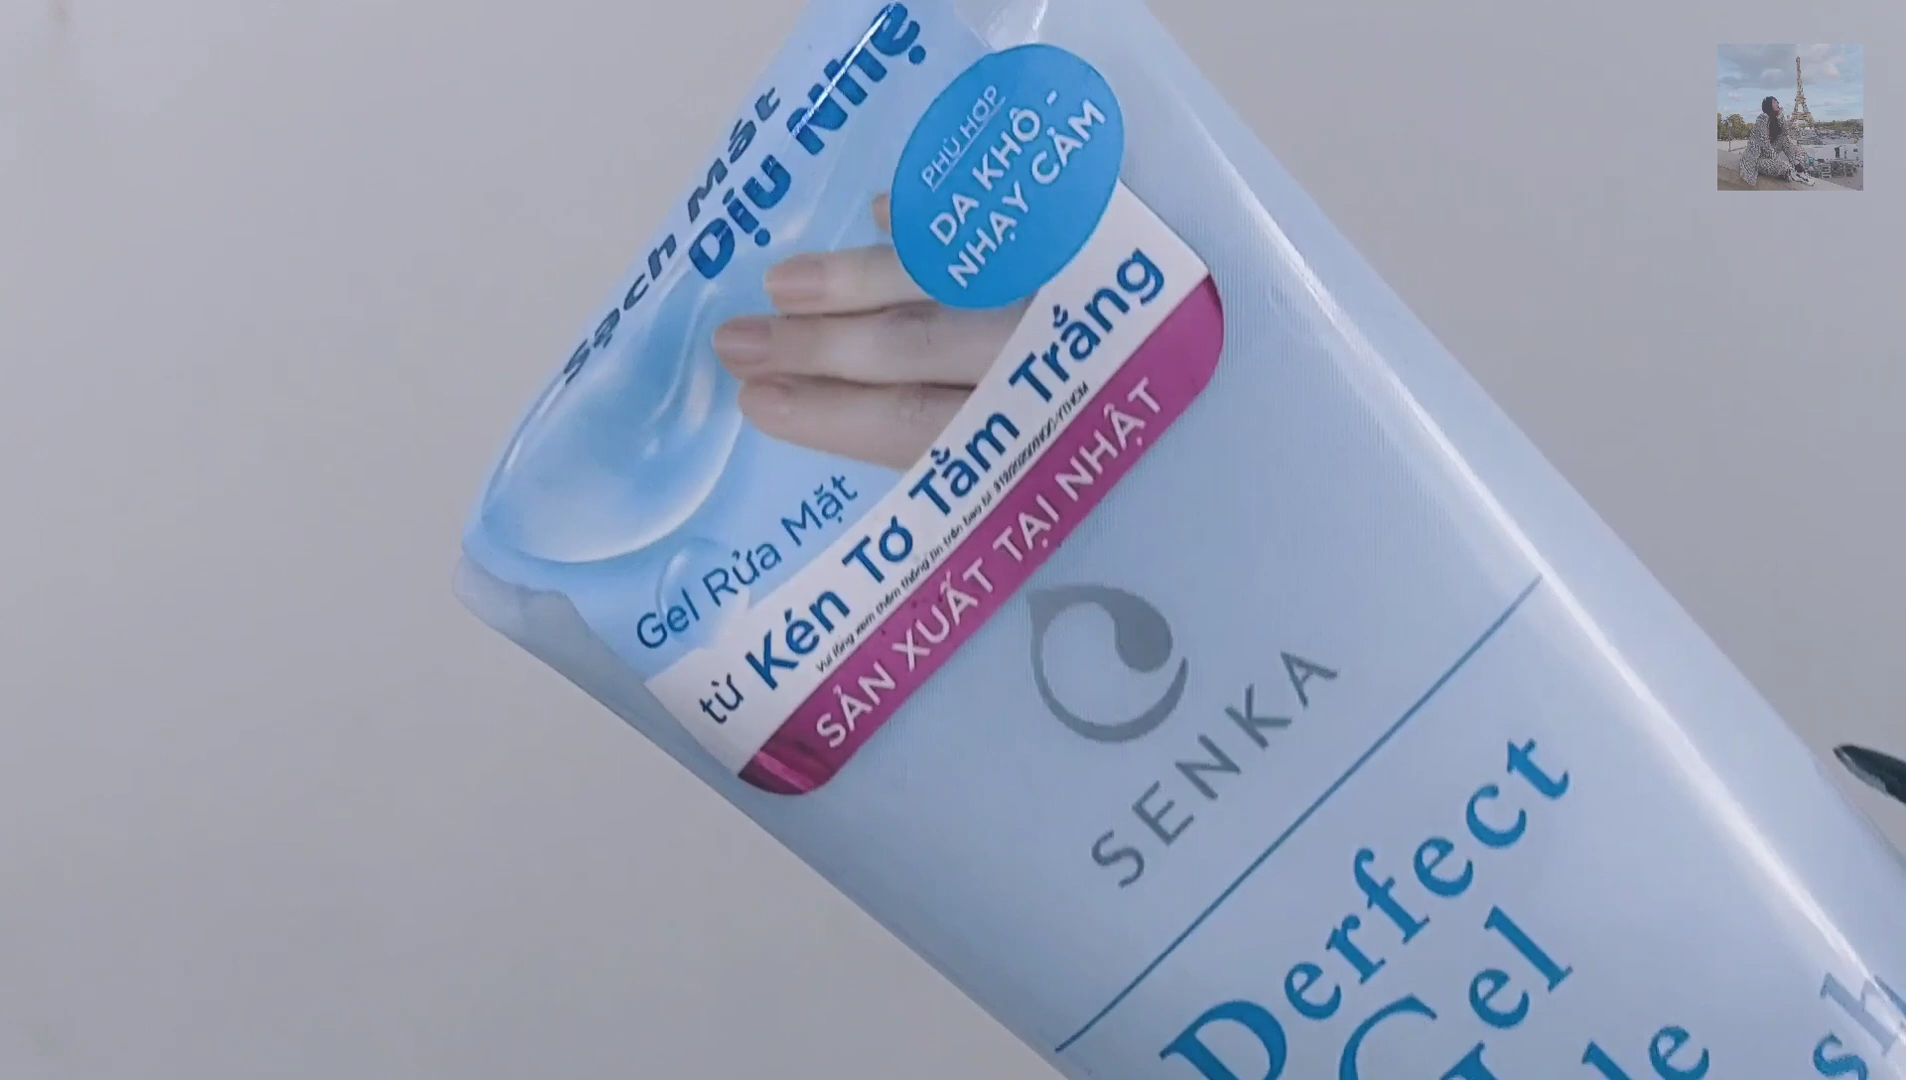 Sạch Mát
Dịu Nhẹ
PHÙ HỢP
DA KHÔ -
NHẠY CẢM
Gel Rửa Mặt
từ Kén Tơ Tằm Trắng
SẢN XUẤT TẠI NHẬT
SENKA
Perfect
Gel